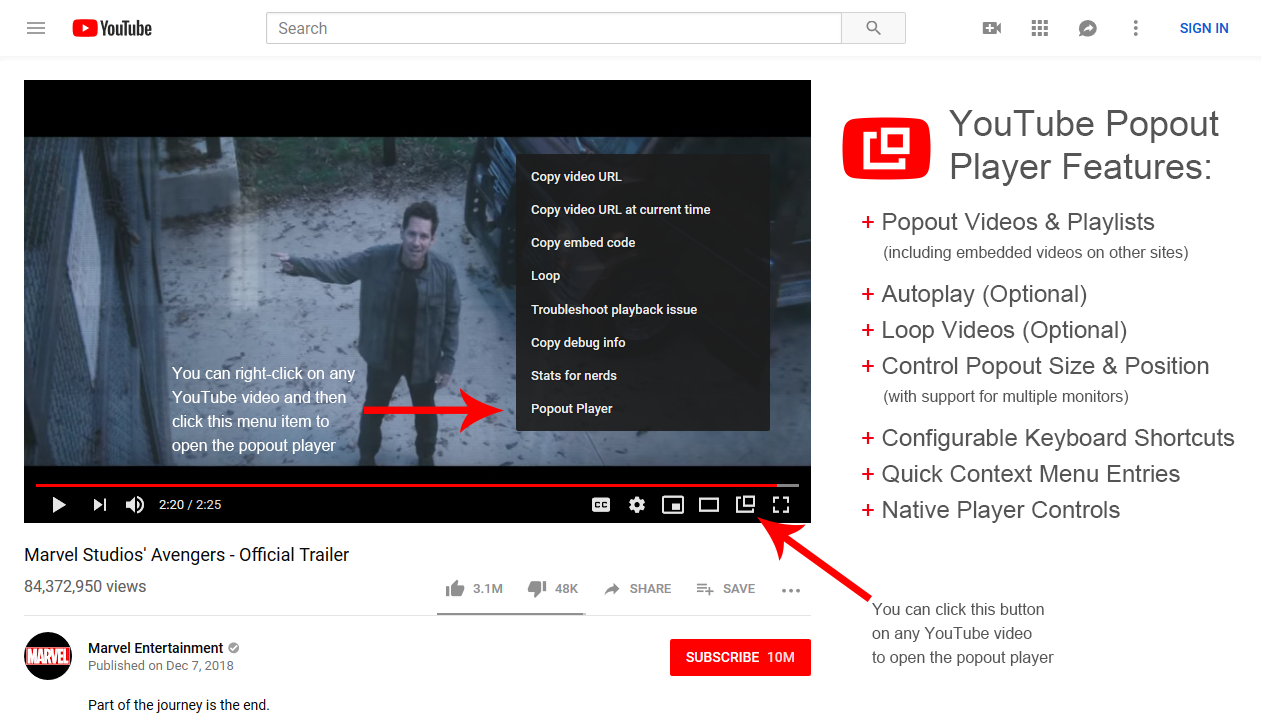 YouTube
Search
SIGN IN
YouTube Popout
Player Features:
+ Popout Videos & Playlists
(including embedded videos on other sites)
+ Autoplay (Optional)
+ Loop Videos (Optional)
+ Control Popout Size & Position
(with support for multiple monitors)
+ Configurable Keyboard Shortcuts
+ Quick Context Menu Entries
+ Native Player Controls
Copy video URL
Copy video URL at current time
Copy embed code
Loop
Troubleshoot playback issue
Copy debug info
Stats for nerds
Popout Player
You can right-click on any
YouTube video and then
click this menu item to
open the popout player
2:20 / 2:25
CC
Marvel Studios' Avengers - Official Trailer
84,372,950 views
3.1M 48K SHARE SAVE
You can click this button
on any YouTube video
to open the popout player
MARVEL
Marvel Entertainment
Published on Dec 7, 2018
SUBSCRIBE 10M
Part of the journey is the end.